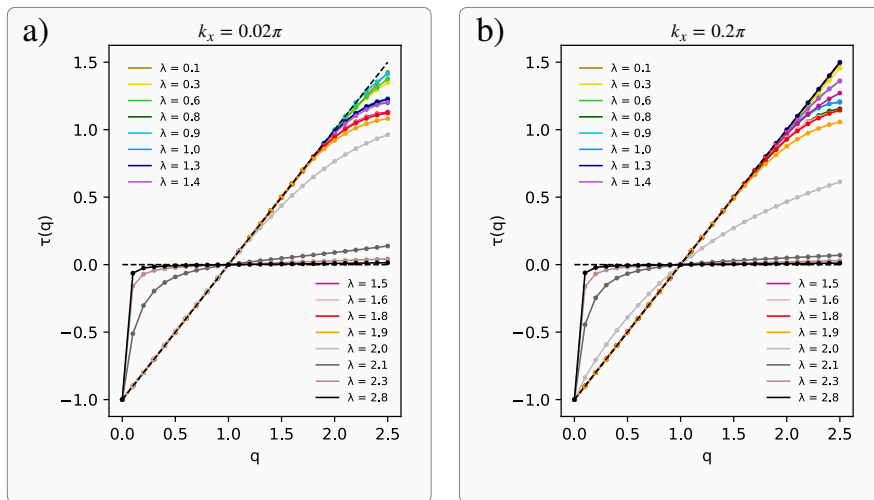 a)
k_x = 0.02π
τ(q)
1.5
1.0
0.5
0.0
−0.5
−1.0
λ = 0.1
λ = 0.3
λ = 0.6
λ = 0.8
λ = 0.9
λ = 1.0
λ = 1.3
λ = 1.4
λ = 1.5
λ = 1.6
λ = 1.8
λ = 1.9
λ = 2.0
λ = 2.1
λ = 2.3
λ = 2.8
0.0 0.5 1.0 1.5 2.0 2.5
q
b)
k_x = 0.2π
τ(q)
1.5
1.0
0.5
0.0
−0.5
−1.0
λ = 0.1
λ = 0.3
λ = 0.6
λ = 0.8
λ = 0.9
λ = 1.0
λ = 1.3
λ = 1.4
λ = 1.5
λ = 1.6
λ = 1.8
λ = 1.9
λ = 2.0
λ = 2.1
λ = 2.3
λ = 2.8
0.0 0.5 1.0 1.5 2.0 2.5
q